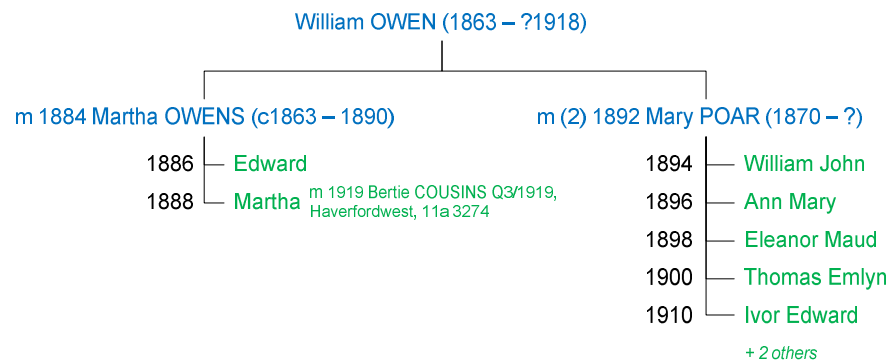 William OWEN (1863 – ?1918)
m 1884 Martha OWENS (c1863 – 1890)
1886 Edward
1888 Martha m 1919 Bertie COUSINS Q3/1919,
Haverfordwest, 11a 3274
m (2) 1892 Mary POAR (1870 – ?)
1894 William John
1896 Ann Mary
1898 Eleanor Maud
1900 Thomas Emlyn
1910 Ivor Edward
+ 2 others